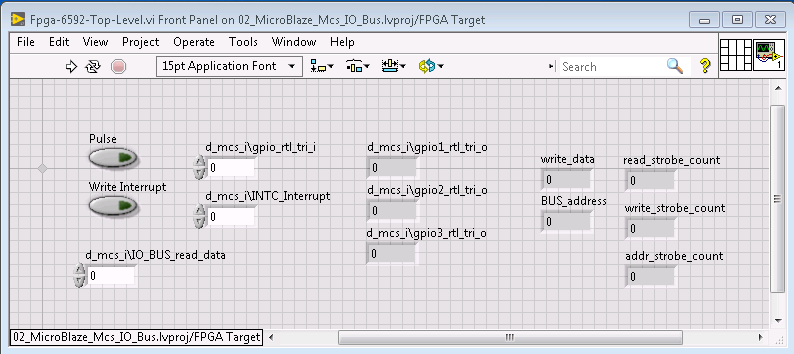 Fpga-6592-Top-Level.vi Front Panel on 02_MicroBlaze_Mcs_IO_Bus.lvproj/FPGA Target
File Edit View Project Operate Tools Window Help
15pt Application Font Search ? 1
Pulse
Write Interrupt
d_mcs_i\gpio_rtl_tri_i
0
d_mcs_i\INTC_Interrupt
0
d_mcs_i\IO_BUS_read_data
0
d_mcs_i\gpio1_rtl_tri_o
0
d_mcs_i\gpio2_rtl_tri_o
0
d_mcs_i\gpio3_rtl_tri_o
0
write_data
0
BUS_address
0
read_strobe_count
0
write_strobe_count
0
addr_strobe_count
0
02_MicroBlaze_Mcs_IO_Bus.lvproj/FPGA Target